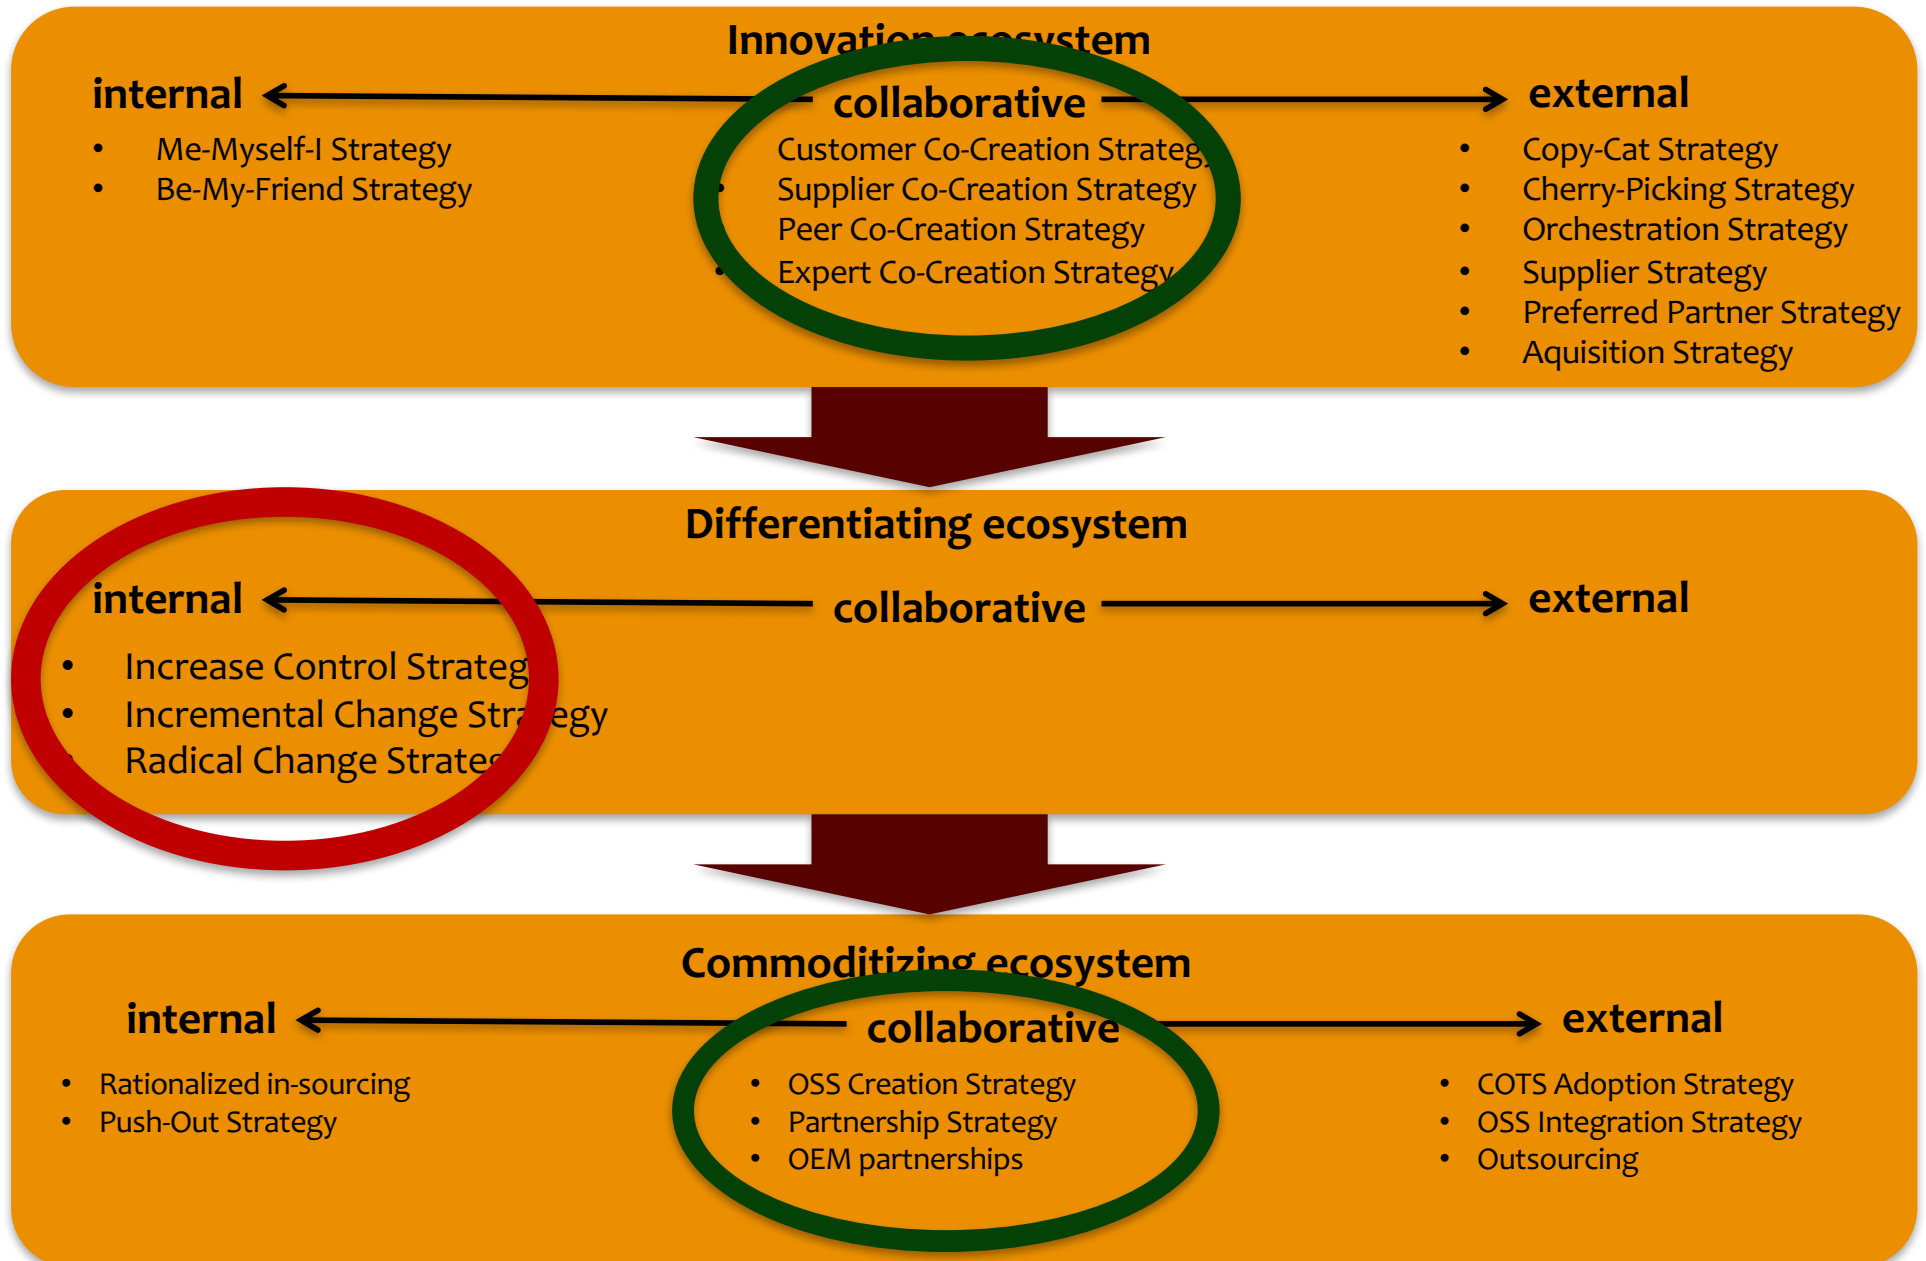 Innovation ecosystem
internal
collaborative
external
• Me-Myself-I Strategy
• Be-My-Friend Strategy
Customer Co-Creation Strategy
• Supplier Co-Creation Strategy
Peer Co-Creation Strategy
• Expert Co-Creation Strategy
• Copy-Cat Strategy
• Cherry-Picking Strategy
• Orchestration Strategy
• Supplier Strategy
• Preferred Partner Strategy
• Aquisition Strategy
Differentiating ecosystem
internal
collaborative
external
• Increase Control Strateg
• Incremental Change Strategy
• Radical Change Strateg
Commoditizing ecosystem
internal
collaborative
external
• Rationalized in-sourcing
• Push-Out Strategy
• OSS Creation Strategy
• Partnership Strategy
• OEM partnerships
• COTS Adoption Strategy
• OSS Integration Strategy
• Outsourcing